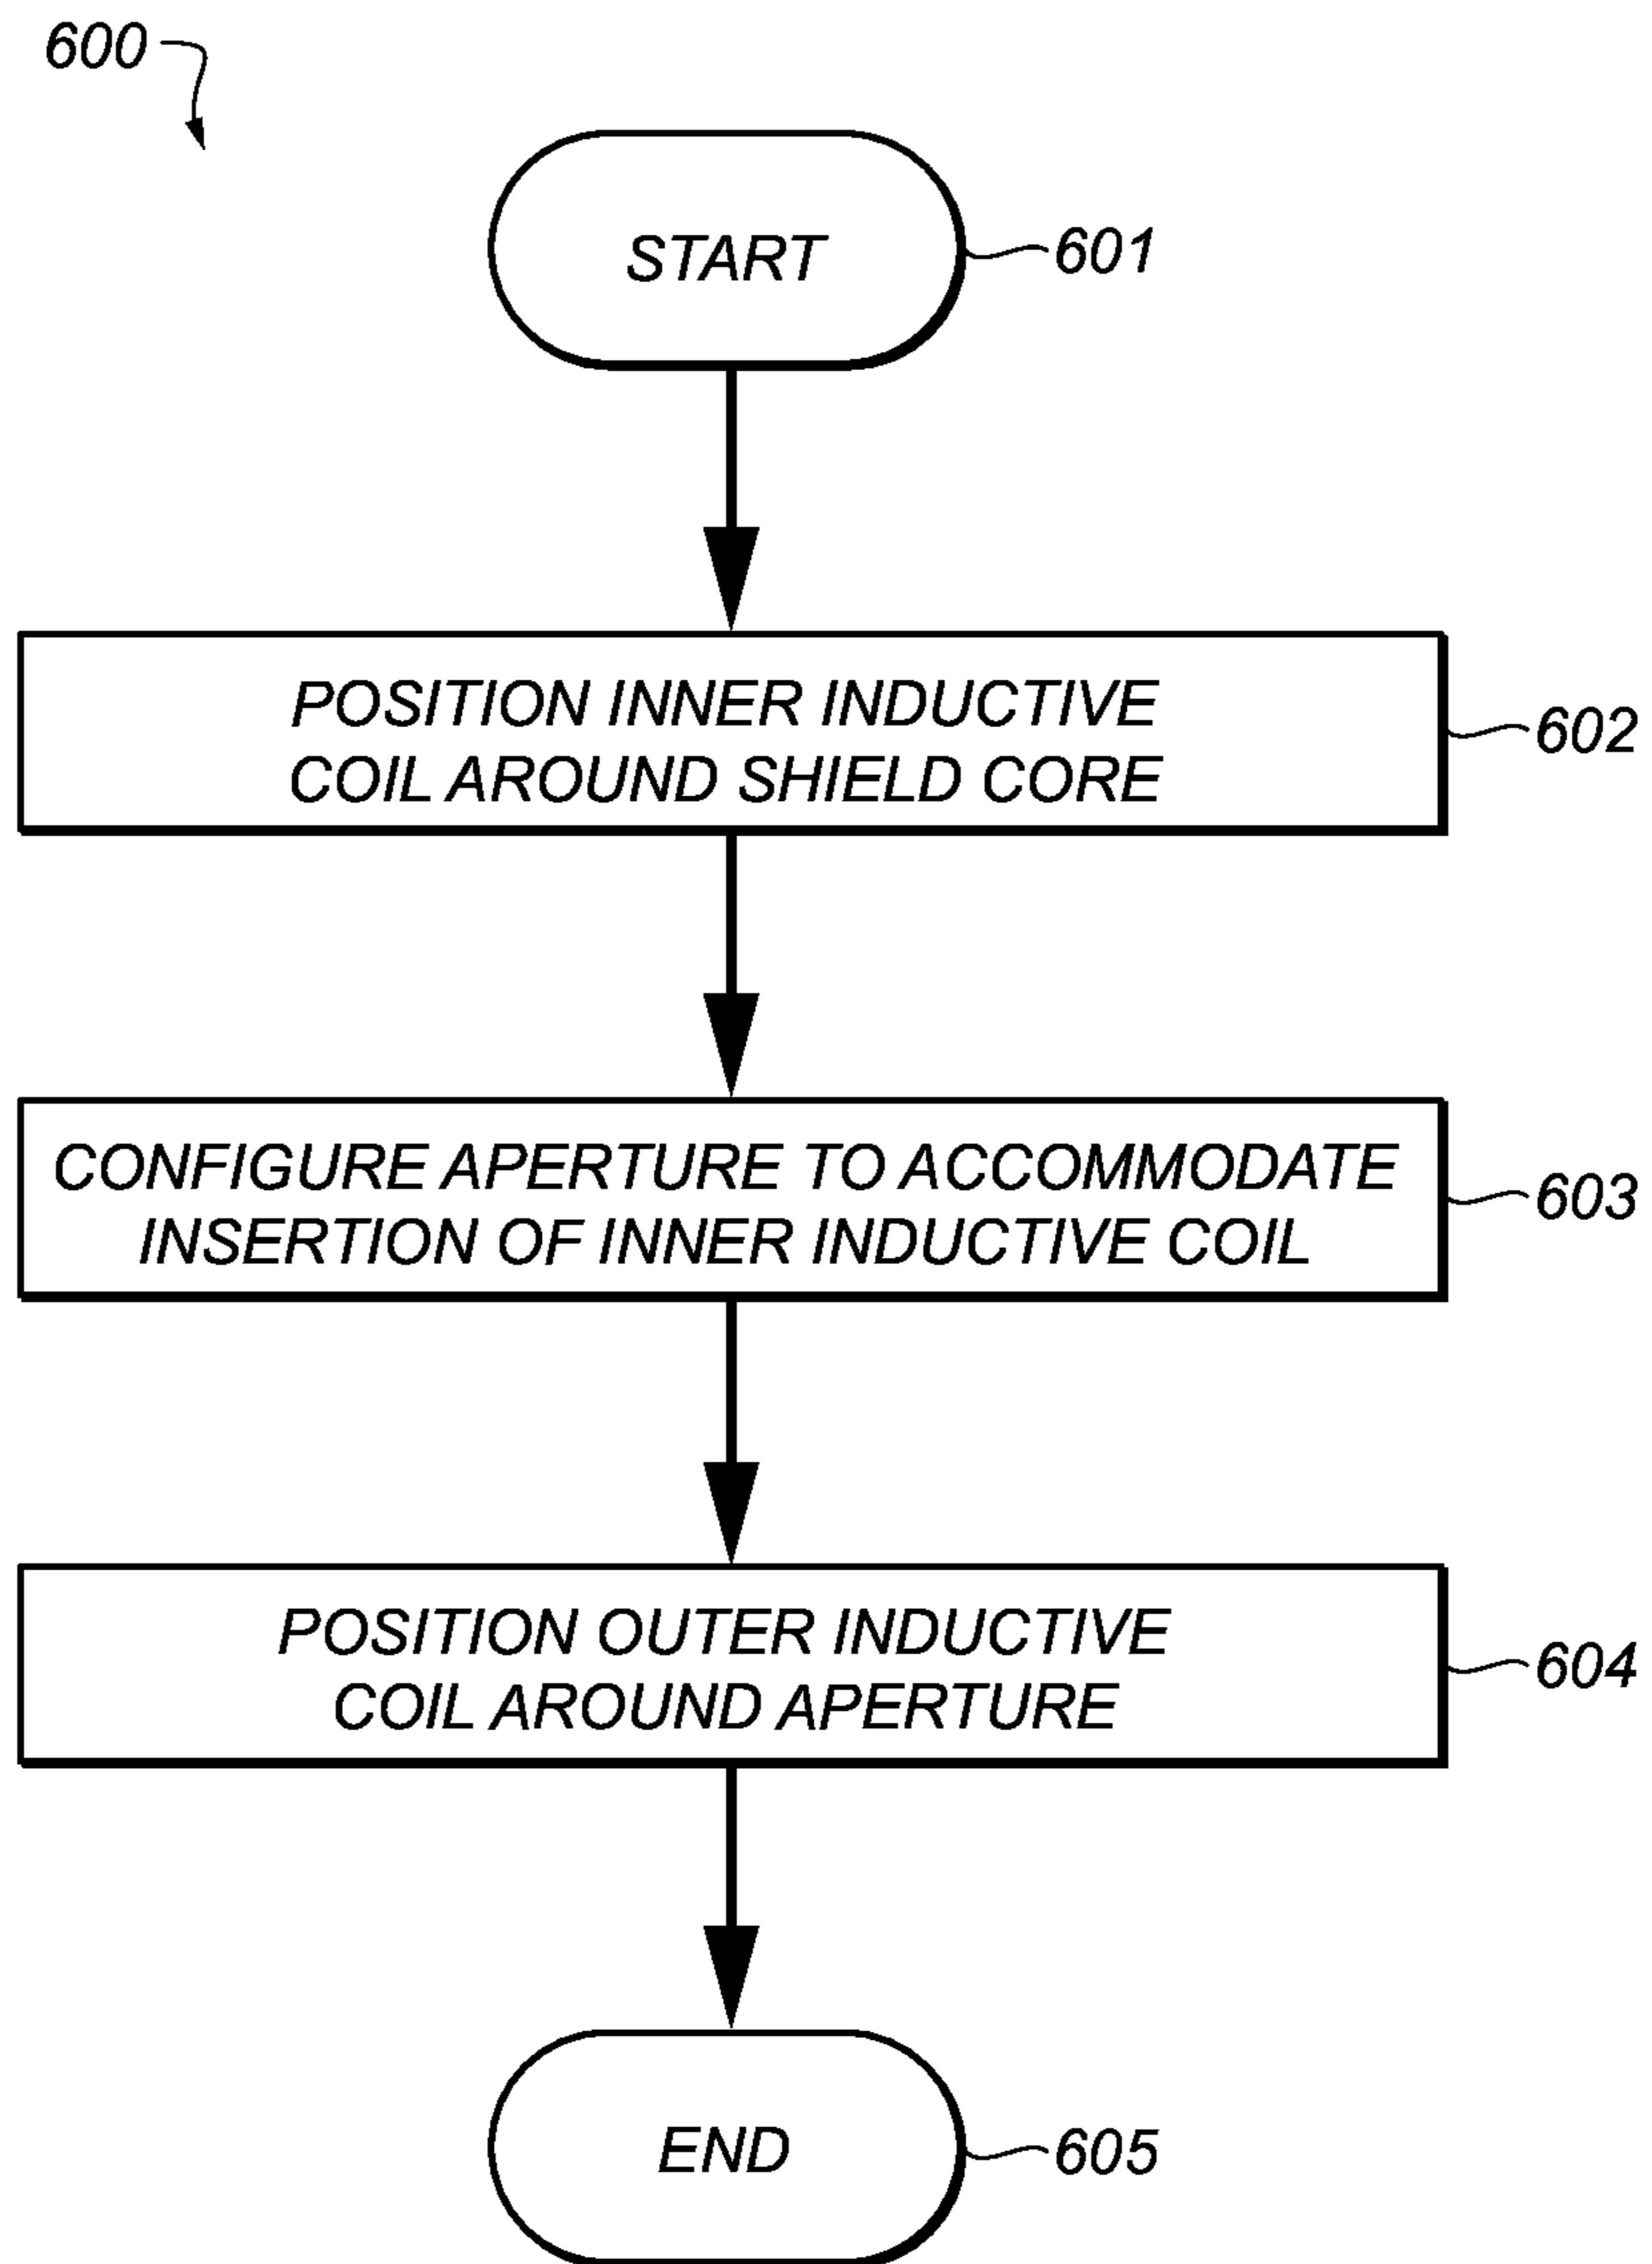 600
START
601
POSITION INNER INDUCTIVE
COIL AROUND SHIELD CORE
602
CONFIGURE APERTURE TO ACCOMMODATE
INSERTION OF INNER INDUCTIVE COIL
603
POSITION OUTER INDUCTIVE
COIL AROUND APERTURE
604
END
605